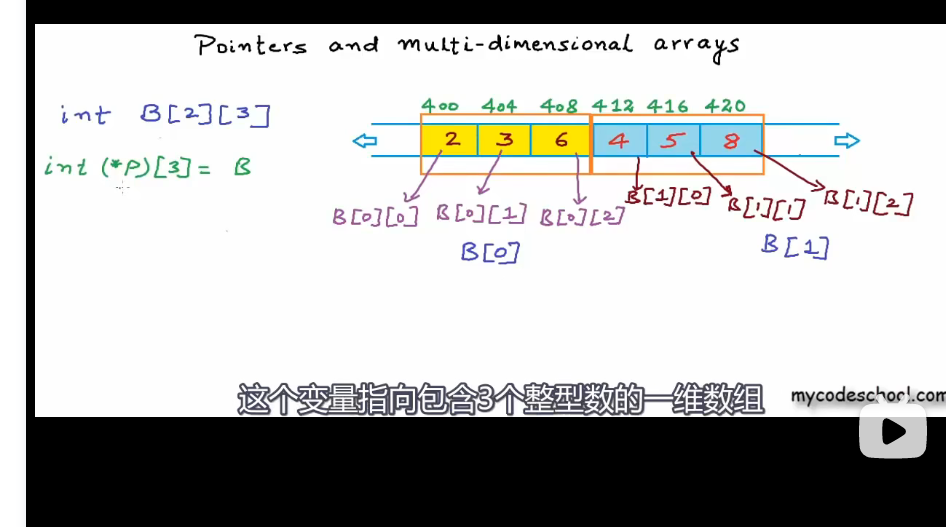 Pointers and multi-dimensional arrays
int B[2][3]
400 404 408 412 416 420
2 3 6 4 5 8
int (*P)[3] = B
B[0][0] B[0][1] B[0][2] B[1][0] B[1][1] B[1][2]
B[0] B[1]
这个变量指向包含3个整型数的一维数组
mycodeschool.com